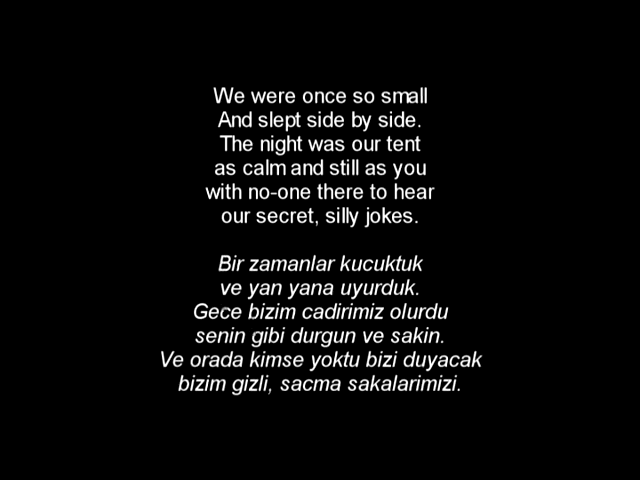 We were once so small
And slept side by side.
The night was our tent
as calm and still as you
with no-one there to hear
our secret, silly jokes.
Bir zamanlar kucuktuk
ve yan yana uyurduk.
Gece bizim cadirimiz olurdu
senin gibi durgun ve sakin.
Ve orada kimse yoktu bizi duyacak
bizim gizli, sacma sakalarimizi.